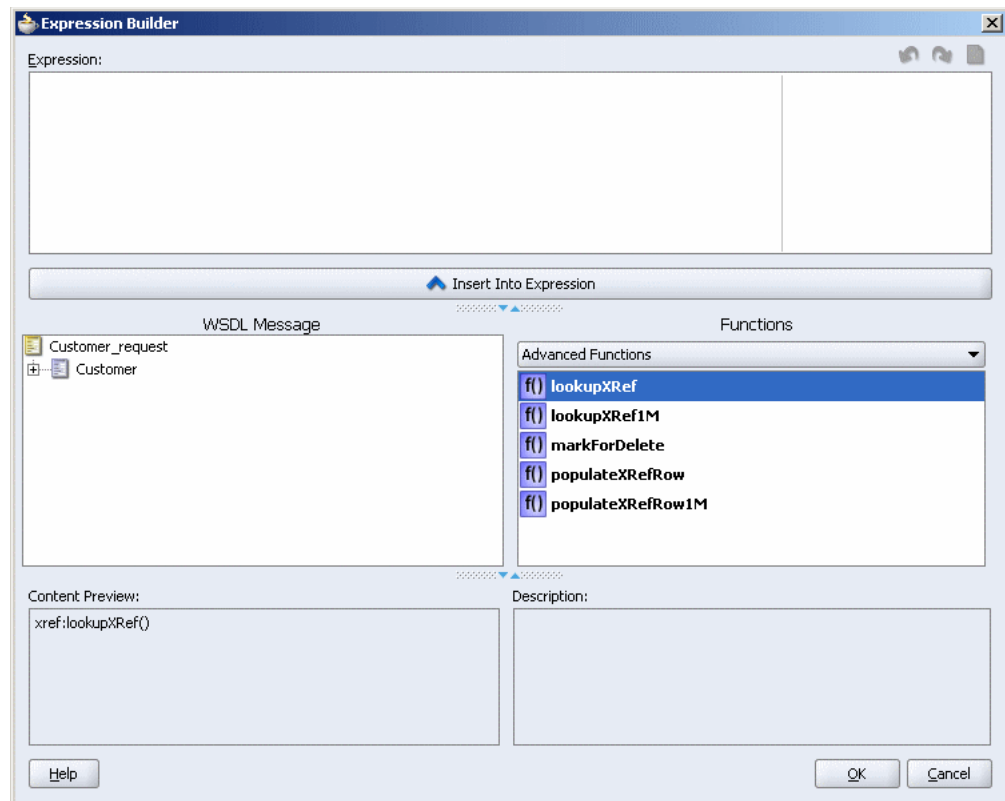 Expression Builder
Expression:
Insert Into Expression
WSDL Message
Functions
Customer_request
Customer
Advanced Functions
f() lookupXRef
f() lookupXRef1M
f() markForDelete
f() populateXRefRow
f() populateXRefRow1M
Content Preview:
Description:
xref:lookupXRef()
Help
OK
Cancel